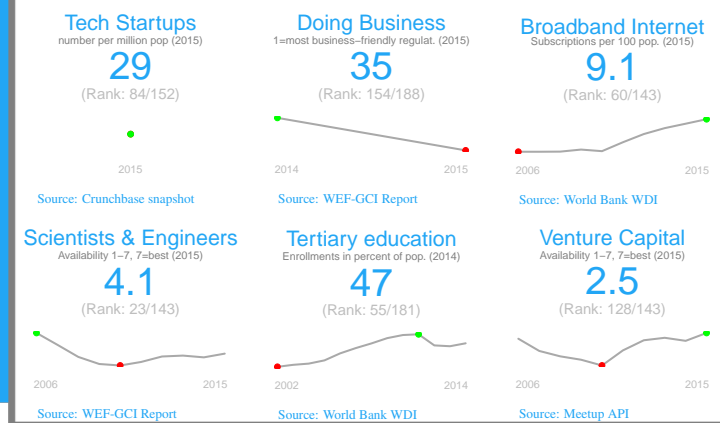 Tech Startups
number per million pop (2015)
29
(Rank: 84/152)
2015
Source: Crunchbase snapshot
Doing Business
1=most business−friendly regulat. (2015)
35
(Rank: 154/188)
2014 2015
Source: WEF-GCI Report
Broadband Internet
Subscriptions per 100 pop. (2015)
9.1
(Rank: 60/143)
2006 2015
Source: World Bank WDI
Scientists & Engineers
Availability 1−7, 7=best (2015)
4.1
(Rank: 23/143)
2006 2015
Source: WEF-GCI Report
Tertiary education
Enrollments in percent of pop. (2014)
47
(Rank: 55/181)
2002 2014
Source: World Bank WDI
Venture Capital
Availability 1−7, 7=best (2015)
2.5
(Rank: 128/143)
2006 2015
Source: Meetup API